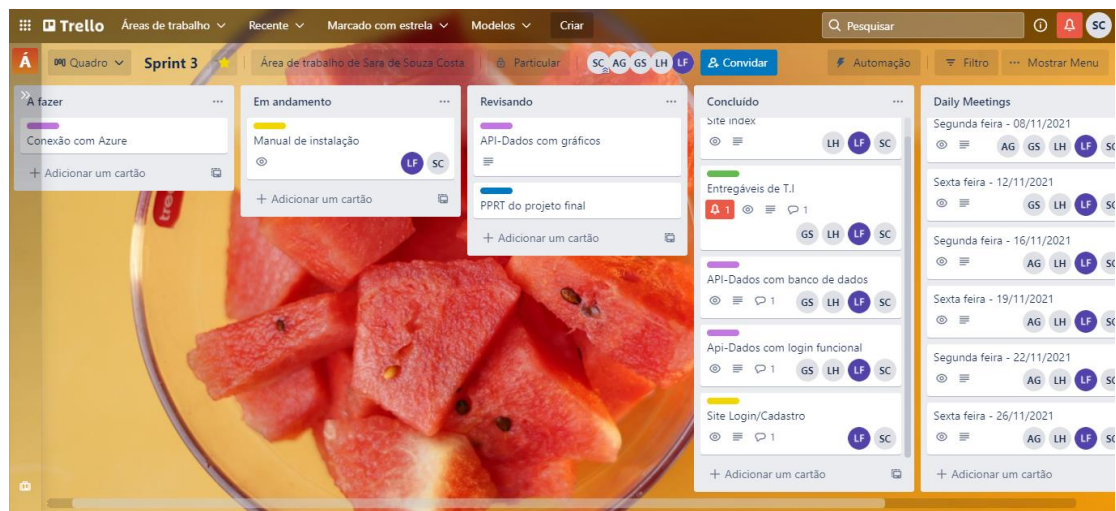 Trello Áreas de trabalho Recente Marcado com estrela Modelos Criar Pesquisar SC
Á Quadro Sprint 3 Área de trabalho de Sara de Souza Costa Particular SC AG GS LH LF Convidar Automação Filtro Mostrar Menu
A fazer
Conexão com Azure
+ Adicionar um cartão
Em andamento
Manual de instalação
LF SC
+ Adicionar um cartão
Revisando
API-Dados com gráficos
PPRT do projeto final
+ Adicionar um cartão
Concluído
Site index
LH LF SC
Entregáveis de T.I
1 1
GS LH LF SC
API-Dados com banco de dados
1 GS LH LF SC
Api-Dados com login funcional
1 GS LH LF SC
Site Login/Cadastro
1 LF SC
+ Adicionar um cartão
Daily Meetings
Segunda feira - 08/11/2021
AG GS LH LF SC
Sexta feira - 12/11/2021
GS LH LF SC
Segunda feira - 16/11/2021
AG LH LF SC
Sexta feira - 19/11/2021
AG LH LF SC
Segunda feira - 22/11/2021
AG LH LF SC
Sexta feira - 26/11/2021
AG LH LF SC
+ Adicionar um cartão